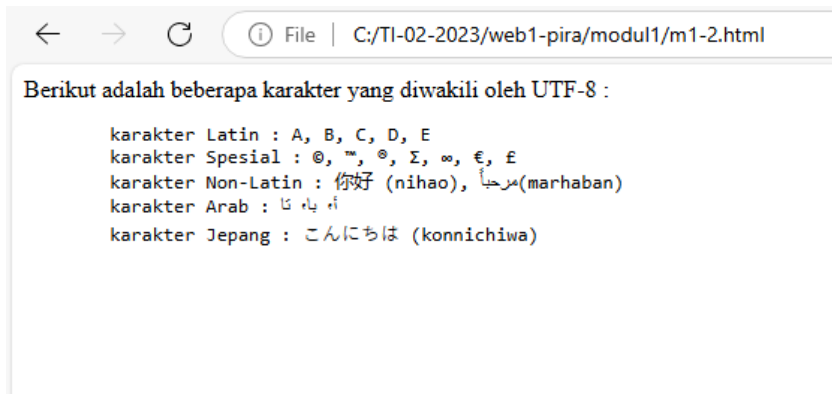 File | C:/TI-02-2023/web1-pira/modul1/m1-2.html
Berikut adalah beberapa karakter yang diwakili oleh UTF-8 :
karakter Latin : A, B, C, D, E
karakter Spesial : ©, ™, ®, Σ, ∞, €, £
karakter Non-Latin : 你好 (nihao), مرحباً(marhaban)
karakter Arab :
karakter Jepang : こんにちは (konnichiwa)